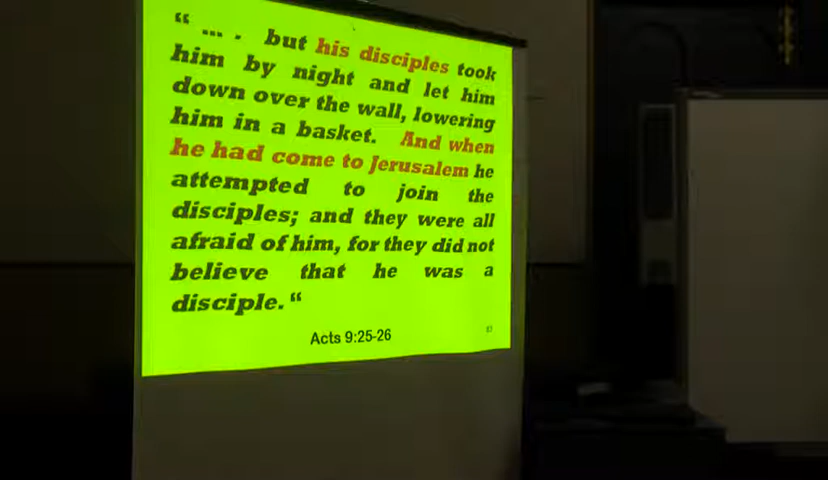 “ ... . but his disciples took
him by night and let him
down over the wall, lowering
him in a basket. And when
he had come to Jerusalem he
attempted to join the
disciples; and they were all
afraid of him, for they did not
believe that he was a
disciple. “
Acts 9:25-26